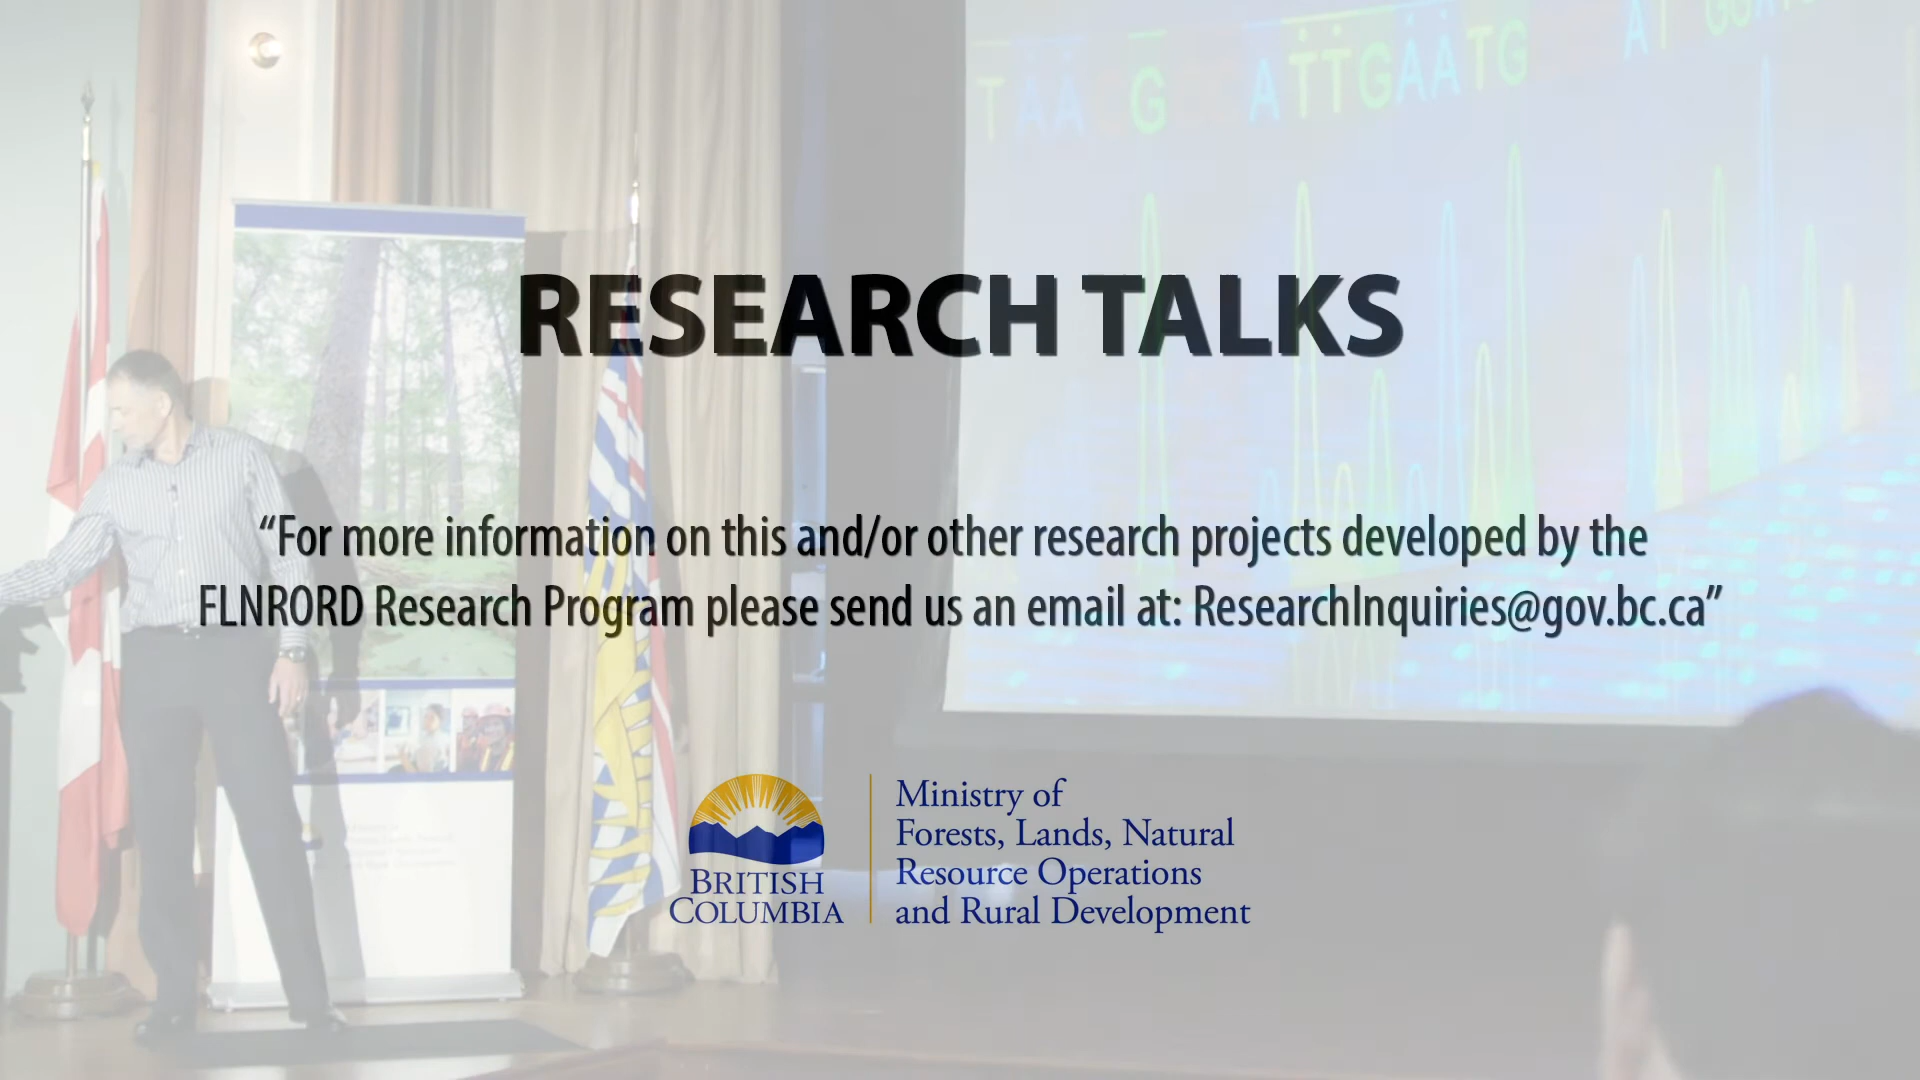 TAA G ATTGAATG AT GGATG
RESEARCH TALKS
“For more information on this and/or other research projects developed by the
FLNRORD Research Program please send us an email at: ResearchInquiries@gov.bc.ca”
BRITISH
COLUMBIA
Ministry of
Forests, Lands, Natural
Resource Operations
and Rural Development